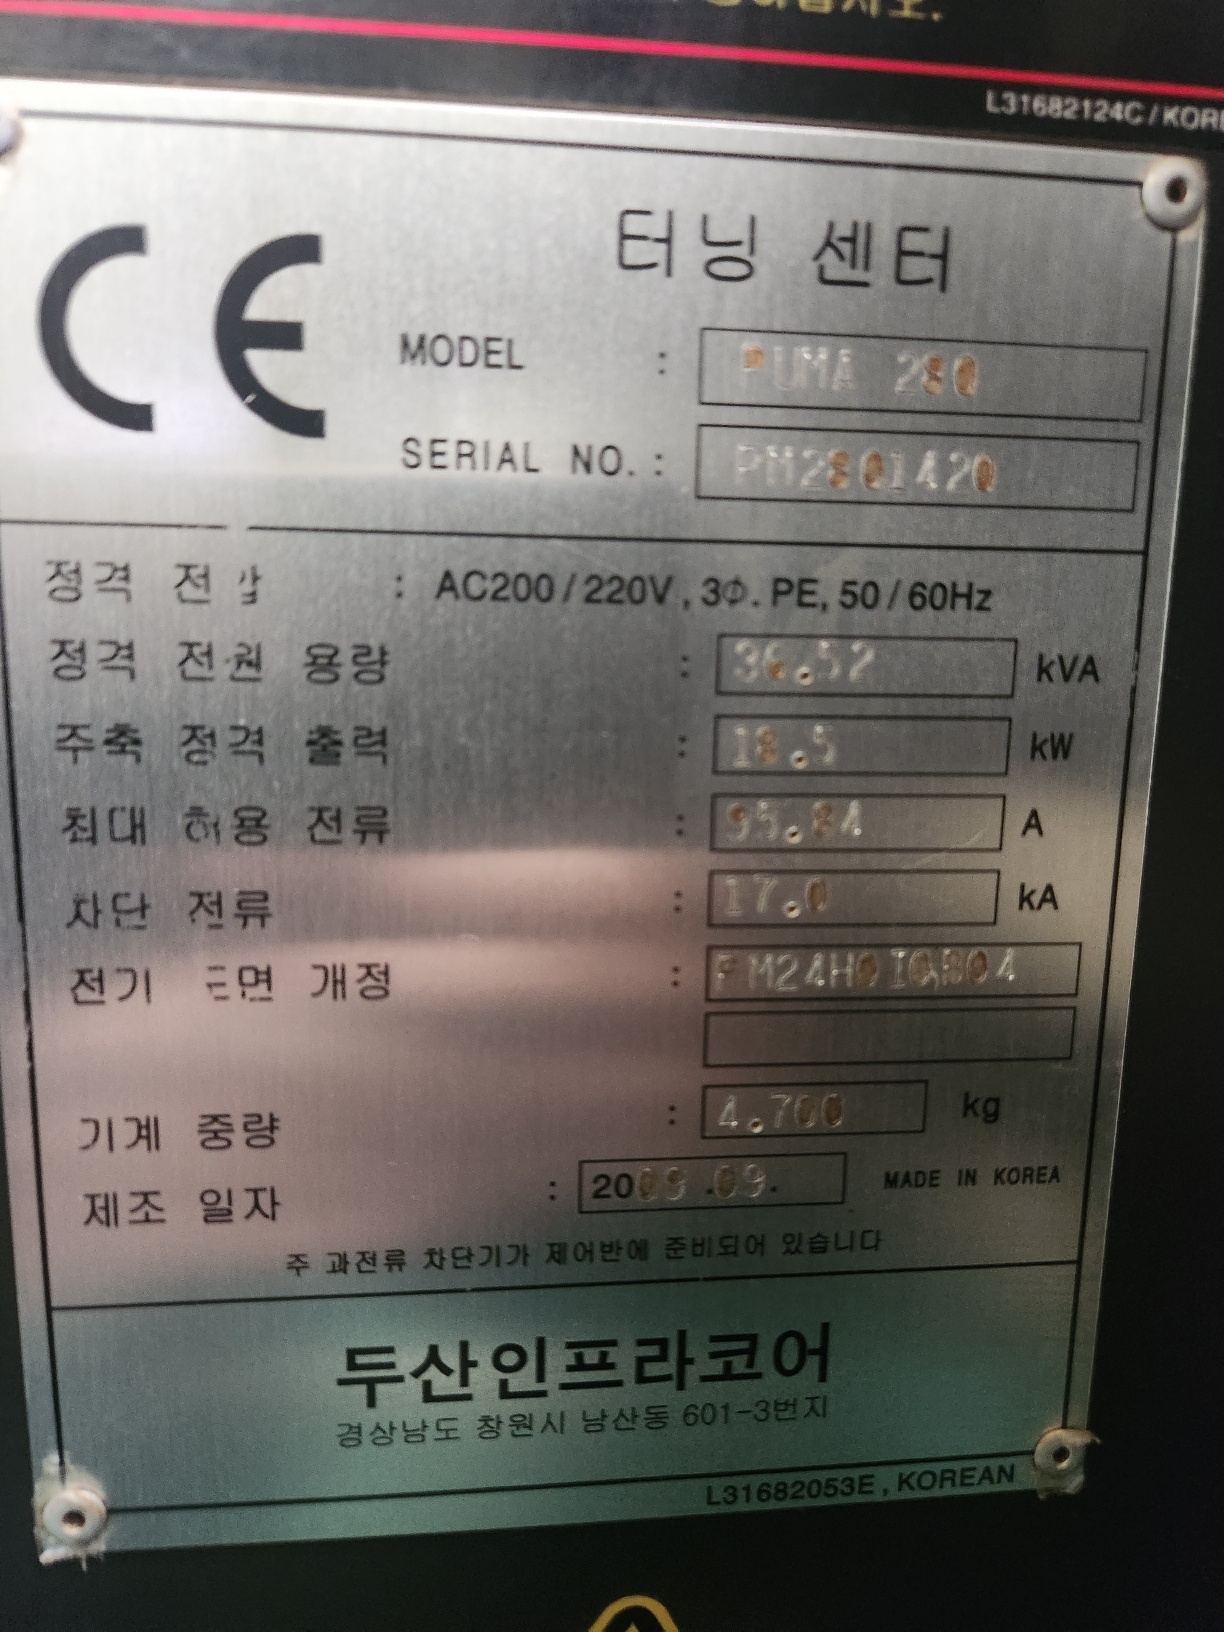 L31682124C / KORE
CE
터닝 센터
MODEL : PUMA 280
SERIAL NO. : PM2801420
정격 전압 : AC200 / 220V , 3Φ. PE, 50 / 60Hz
정격 전원 용량 : 36.52 kVA
주축 정격 출력 : 18.5 kW
최대 허용 전류 : 95.84 A
차단 전류 : 17.0 kA
전기 도면 개정 :
기계 중량 : 4.700 kg
제조 일자 : MADE IN KOREA
주 과전류 차단기가 제어반에 준비되어 있습니다
두산인프라코어
경상남도 창원시 남산동 601-3번지
L31682053E , KOREAN